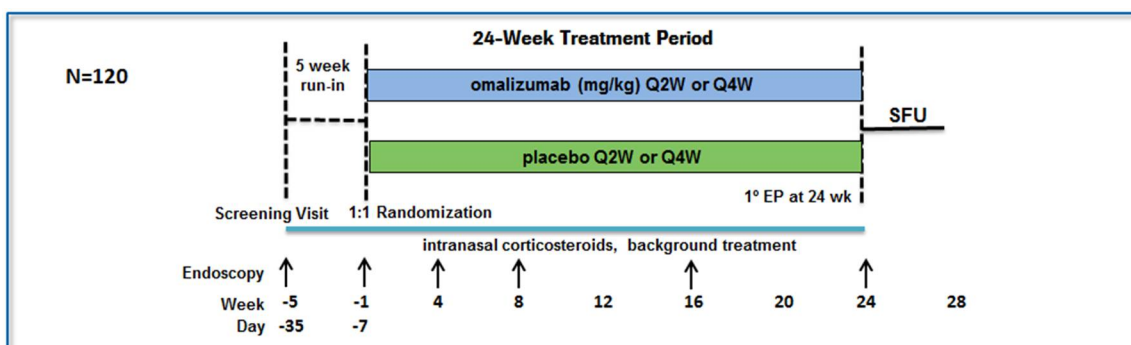 24-Week Treatment Period
N=120
5 week
run-in
omalizumab (mg/kg) Q2W or Q4W
SFU
placebo Q2W or Q4W
1º EP at 24 wk
Screening Visit 1:1 Randomization
intranasal corticosteroids, background treatment
Endoscopy
Week -5 -1 4 8 12 16 20 24 28
Day -35 -7